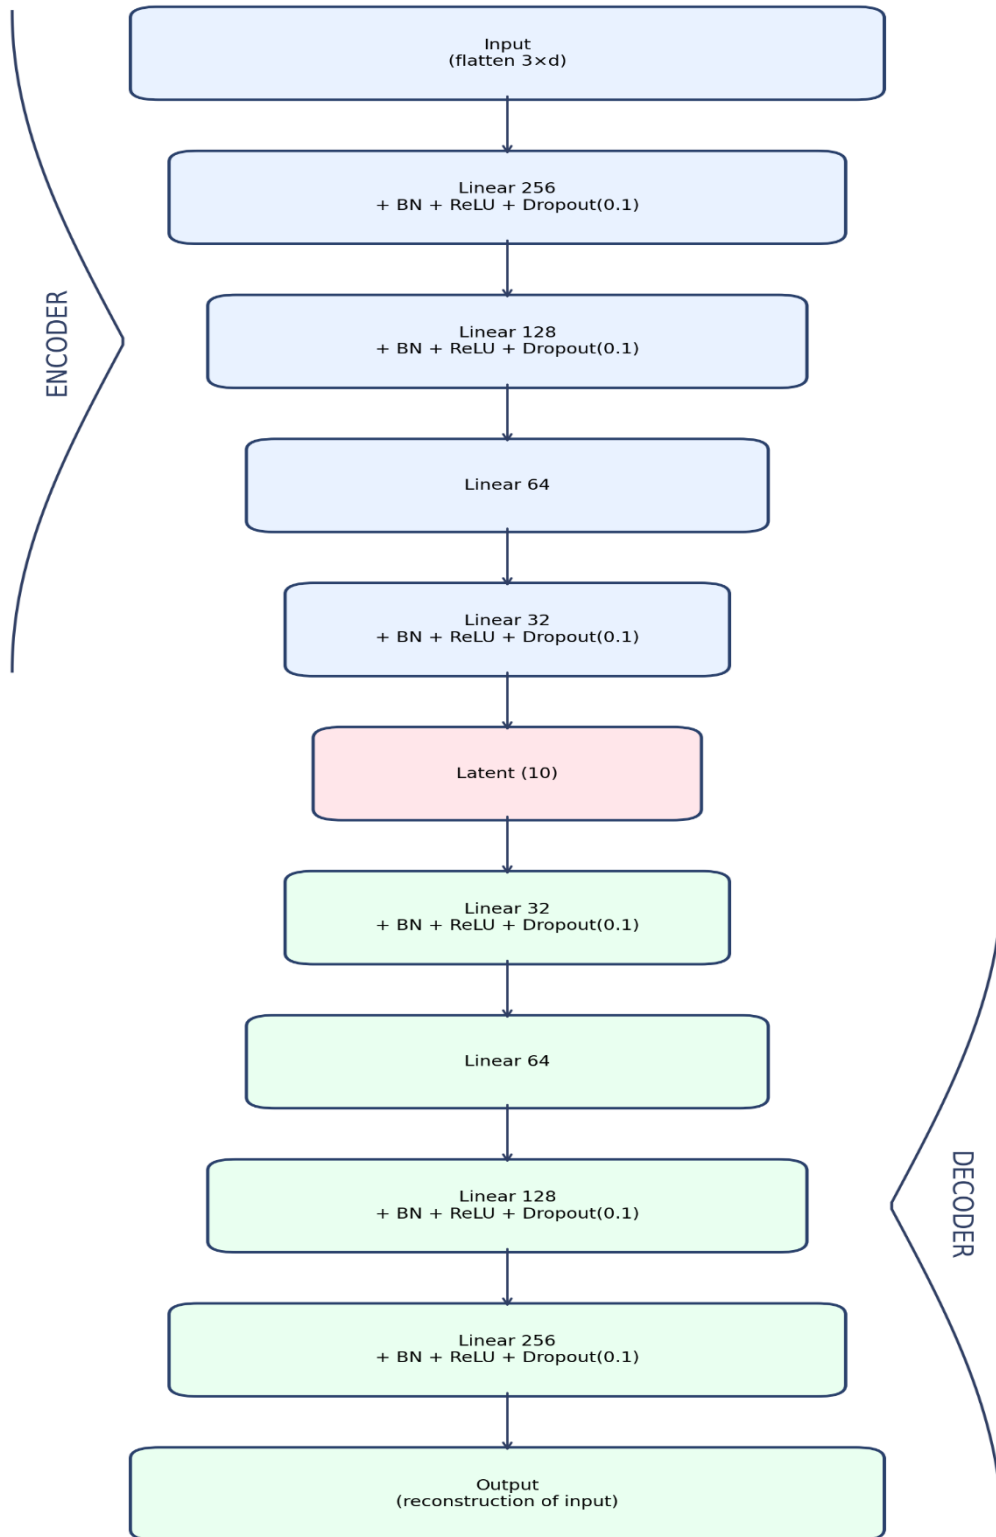 Input
(flatten 3×d)
Linear 256
+ BN + ReLU + Dropout(0.1)
Linear 128
+ BN + ReLU + Dropout(0.1)
ENCODER
Linear 64
Linear 32
+ BN + ReLU + Dropout(0.1)
Latent (10)
Linear 32
+ BN + ReLU + Dropout(0.1)
Linear 64
Linear 128
+ BN + ReLU + Dropout(0.1)
DECODER
Linear 256
+ BN + ReLU + Dropout(0.1)
Output
(reconstruction of input)